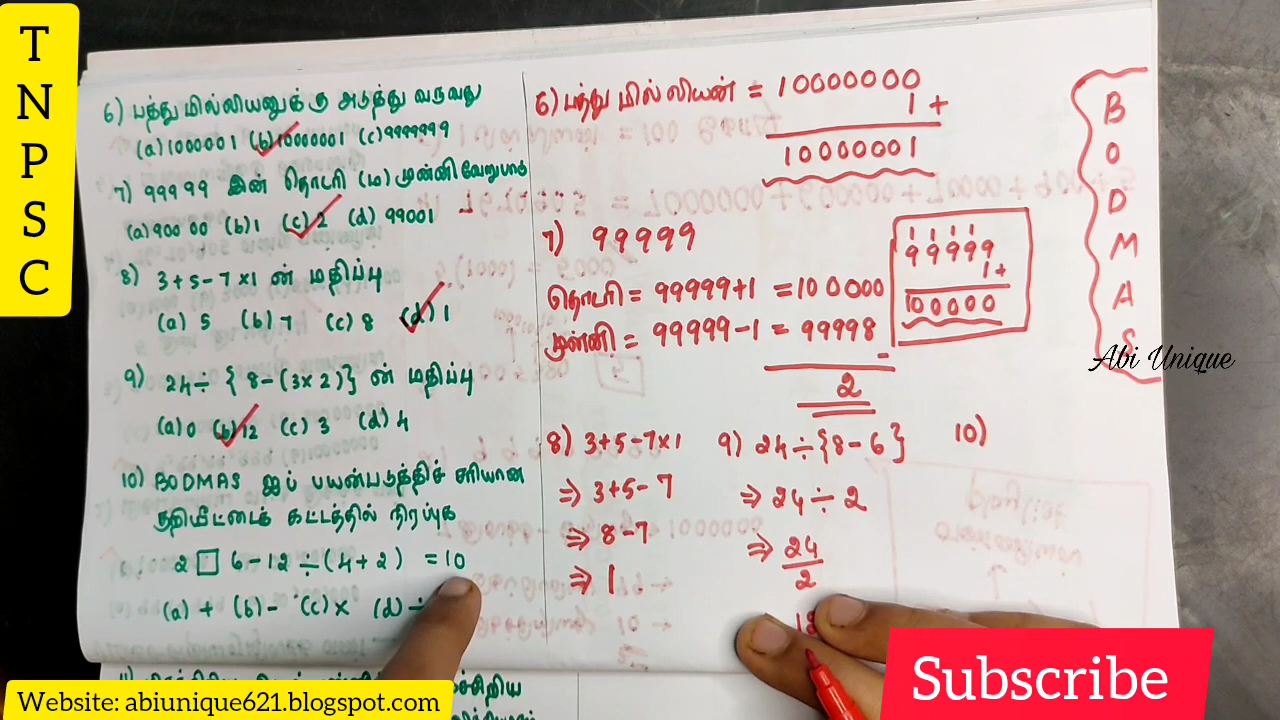 TNPSC
6) பத்து மில்லியனுக்கு அடுத்து வருவது
(a) 1000001 (b) 10000001 (c) 9999999
7) 99999 இன் தொடரி (ம) முன்னி வேறுபாடு
(a) 90000 (b) 1 (c) 2 (d) 99001
8) 3+5-7×1 ன் மதிப்பு
(a) 5 (b) 7 (c) 8 (d) 1
9) 24÷{8-(3×2)} ன் மதிப்பு
(a) 0 (b) 12 (c) 3 (d) 4
10) BODMAS ஐப் பயன்படுத்திச் சரியான
குறியீட்டைக் கட்டத்தில் நிரப்புக
2 □ 6-12÷(4+2) =10
(a) + (b) - (c) × (d) ÷
6) பத்து மில்லியன் = 10000000
1 +
10000001
7) 99999
தொடரி = 99999+1 = 100000
முன்னி = 99999-1 = 99998
-
2
1 1 1 1
99999
1+
100000
8) 3+5-7×1
⇒ 3+5-7
⇒ 8-7
⇒ 1
9) 24÷{8-6}
⇒ 24÷2
⇒ 24
2
10)
B
O
D
M
A
S
Abi Unique
Subscribe
Website: abiunique621.blogspot.com